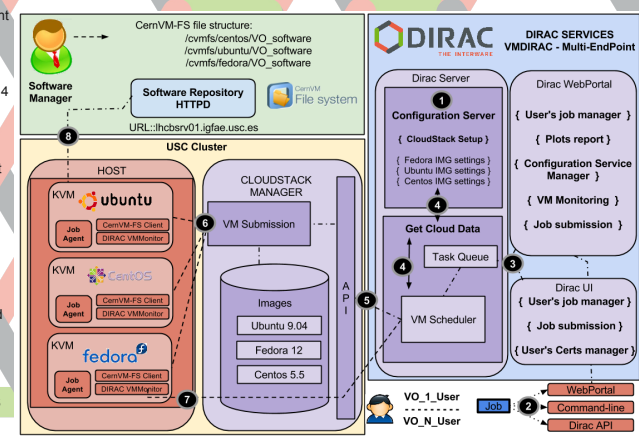 CernVM-FS file structure:
/cvmfs/centos/VO_software
/cvmfs/ubuntu/VO_software
/cvmfs/fedora/VO_software
Software
Manager
Software Repository
HTTPD
CernVM
File system
URL::lhcbsrv01.igfae.usc.es
8
USC Cluster
HOST
KVM
ubuntu
Job
Agent
CernVM-FS Client
DIRAC VMMonitor
KVM
CentOS
Job
Agent
CernVM-FS Client
DIRAC VMMonitor
KVM
fedora
Job
Agent
CernVM-FS Client
DIRAC VMMonitor
6
7
CLOUDSTACK
MANAGER
VM Submission
Images
Ubuntu 9.04
Fedora 12
Centos 5.5
A
P
I
5
DIRAC
THE INTERWARE
DIRAC SERVICES
VMDIRAC - Multi-EndPoint
Dirac Server
1
Configuration Server
{ CloudStack Setup }
{ Fedora IMG settings }
{ Ubuntu IMG settings }
{ Centos IMG settings }
4
Get Cloud Data
Task Queue
4
VM Scheduler
3
Dirac WebPortal
{ User's job manager }
{ Plots report }
{ Configuration Service
Manager }
{ VM Monitoring }
{ Job submission }
Dirac UI
{ User's job manager }
{ Job submission }
{ User's Certs manager }
VO_1_User
VO_N_User
Job
2
WebPortal
Command-line
Dirac API